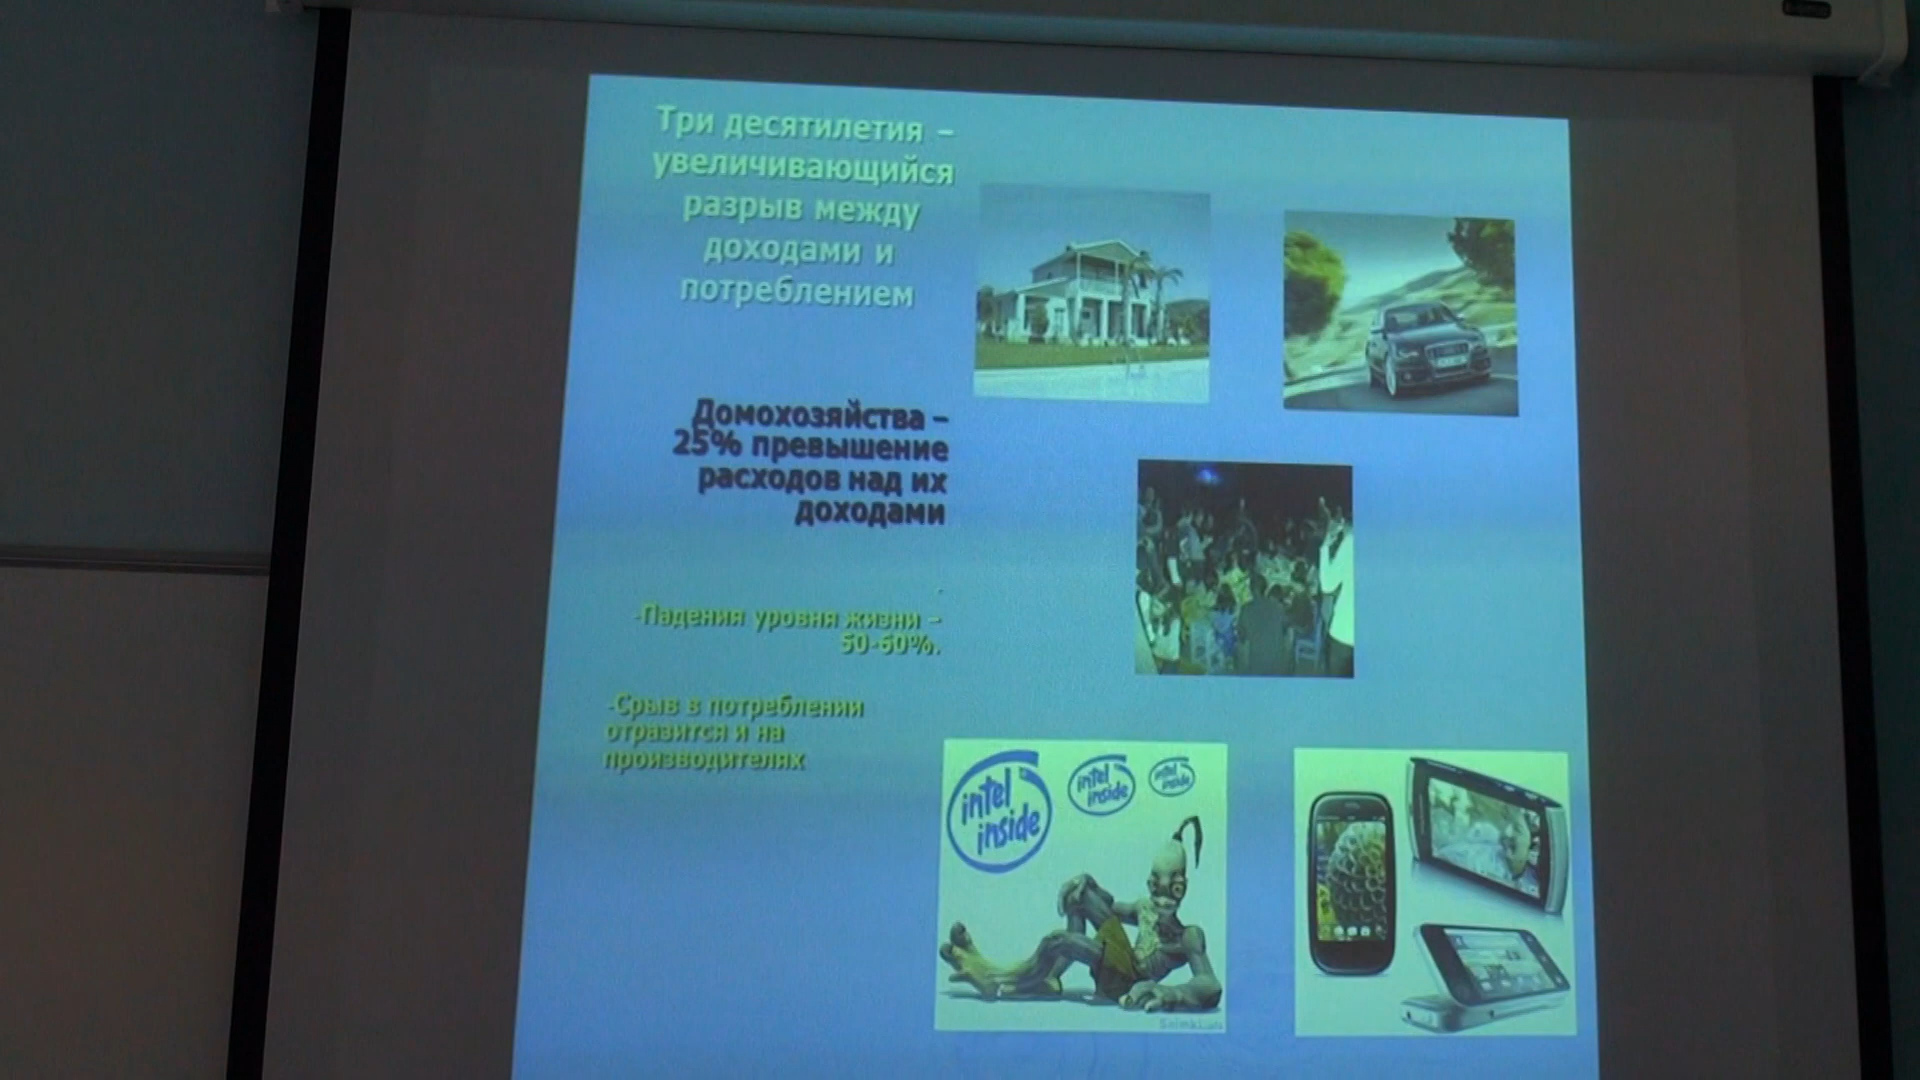 Три десятилетия –
увеличивающийся
разрыв между
доходами и
потреблением
Домохозяйства –
25% превышение
расходов над их
доходами
-Падения уровня жизни –
50-60%.
-Срыв в потреблении
отразится и на
производителях
intel
inside
intel
inside
intel
inside